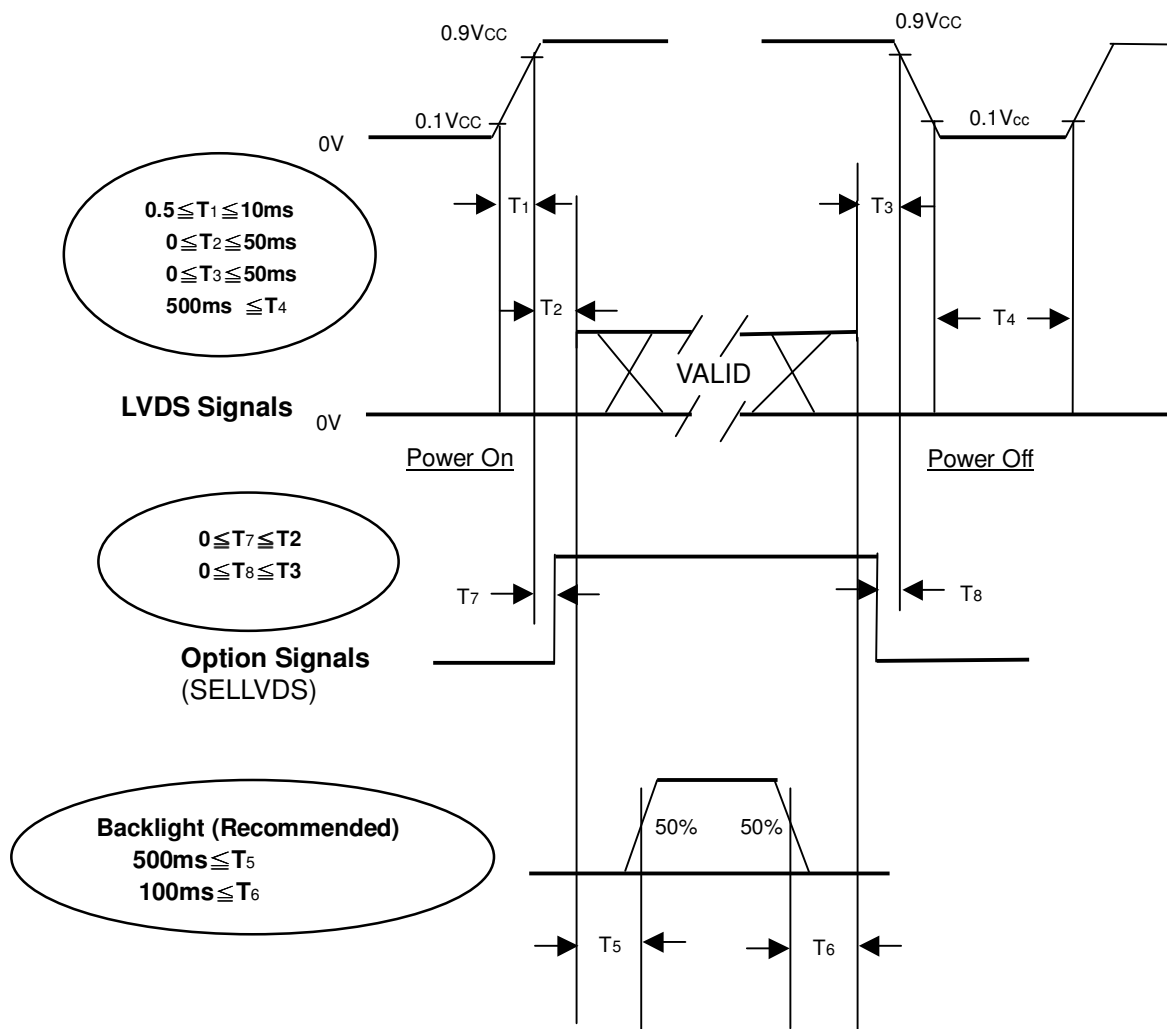 0.9VCC
0.9VCC
0.1VCC
0.1Vcc
0V
0.5≦T1≦10ms
0≦T2≦50ms
0≦T3≦50ms
500ms ≦T4
T1
T3
T2
T4
VALID
LVDS Signals
0V
Power On
Power Off
0≦T7≦T2
0≦T8≦T3
T7
T8
Option Signals
(SELLVDS)
Backlight (Recommended)
500ms≦T5
100ms≦T6
50%
50%
T5
T6